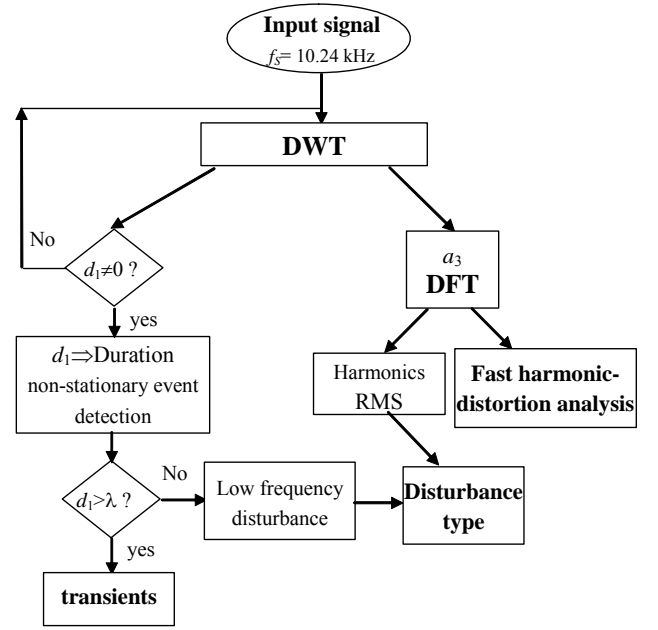 Input signal
fS= 10.24 kHz
DWT
No
d1≠0 ?
a3
DFT
yes
d1⇒Duration
non-stationary event
detection
Harmonics
RMS
Fast harmonic-
distortion analysis
d1>λ ?
No
Low frequency
disturbance
Disturbance
type
yes
transients